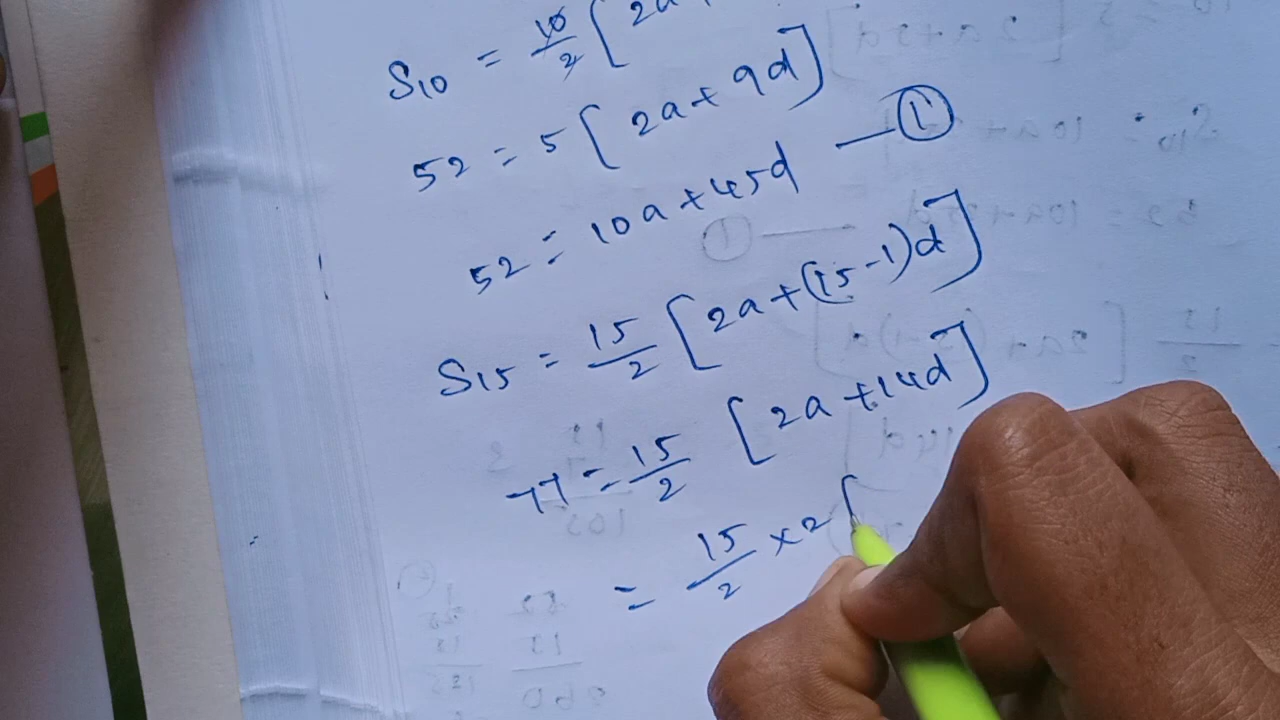 S10 = 10/2 [2a
52 = 5 [2a + 9d]
52 = 10a + 45d — ①
S15 = 15/2 [2a + (15-1)d]
77 = 15/2 [2a + 14d]
= 15/2 × 2 [